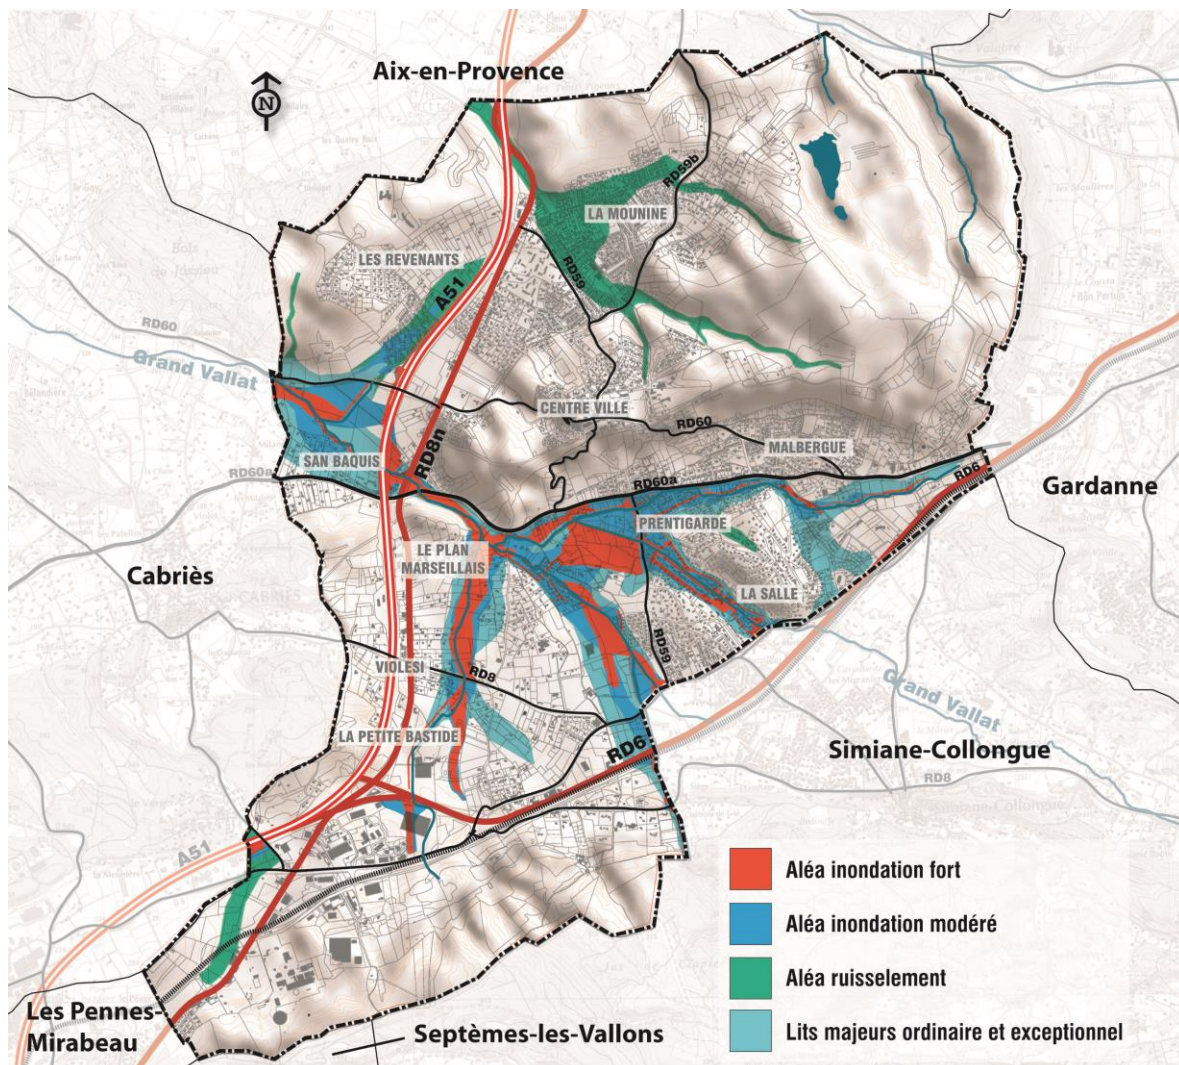 Aix-en-Provence
N
RD59b
LA MOUNINE
LES REVENANTS
A51
RD59
RD60
Grand Vallat
CENTRE VILLE
RD60
MALBERGUE
RD8n
SAN BAQUIS
RD60a
RD60a
RD6
Gardanne
PRENTIGARDE
LE PLAN
MARSEILLAIS
Cabriès
CABRIÈS
LA SALLE
RD59
VIOLESI
RD8
Grand Vallat
LA PETITE BASTIDE
RD6
Simiane-Collongue
RD8
A51
Aléa inondation fort
Aléa inondation modéré
Aléa ruisselement
Lits majeurs ordinaire et exceptionnel
Les Pennes-
Mirabeau
Septèmes-les-Vallons